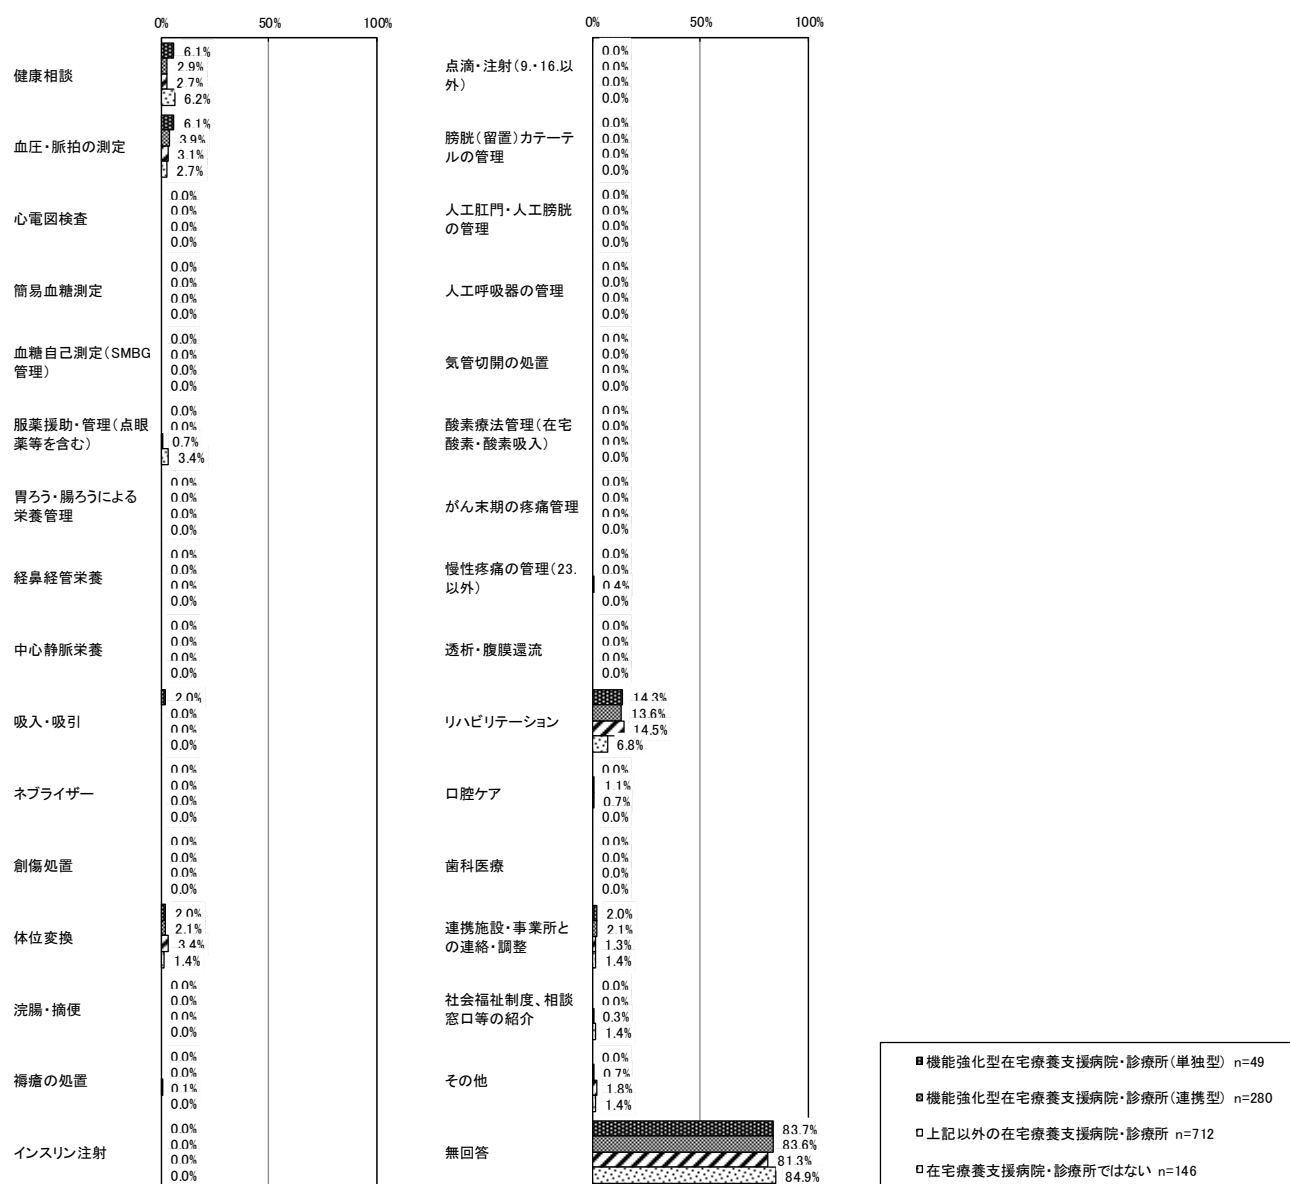 0% 50% 100%
健康相談
6.1%
2.9%
2.7%
6.2%
血圧・脈拍の測定
6.1%
3.9%
3.1%
2.7%
心電図検査
0.0%
0.0%
0.0%
0.0%
簡易血糖測定
0.0%
0.0%
0.0%
0.0%
血糖自己測定(SMBG
管理)
0.0%
0.0%
0.0%
0.0%
服薬援助・管理(点眼
薬等を含む)
0.0%
0.0%
0.7%
3.4%
胃ろう・腸ろうによる
栄養管理
0.0%
0.0%
0.0%
0.0%
経鼻経管栄養
0.0%
0.0%
0.0%
0.0%
中心静脈栄養
0.0%
0.0%
0.0%
0.0%
吸入・吸引
2.0%
0.0%
0.0%
0.0%
ネブライザー
0.0%
0.0%
0.0%
0.0%
創傷処置
0.0%
0.0%
0.0%
0.0%
体位変換
2.0%
2.1%
3.4%
1.4%
浣腸・摘便
0.0%
0.0%
0.0%
0.0%
褥瘡の処置
0.0%
0.0%
0.1%
0.0%
インスリン注射
0.0%
0.0%
0.0%
0.0%
0% 50% 100%
点滴・注射(9.・16.以
外)
0.0%
0.0%
0.0%
0.0%
膀胱(留置)カテーテ
ルの管理
0.0%
0.0%
0.0%
0.0%
人工肛門・人工膀胱
の管理
0.0%
0.0%
0.0%
0.0%
人工呼吸器の管理
0.0%
0.0%
0.0%
0.0%
気管切開の処置
0.0%
0.0%
0.0%
0.0%
酸素療法管理(在宅
酸素・酸素吸入)
0.0%
0.0%
0.0%
0.0%
がん末期の疼痛管理
0.0%
0.0%
0.0%
0.0%
慢性疼痛の管理(23.
以外)
0.0%
0.0%
0.4%
0.0%
透析・腹膜還流
0.0%
0.0%
0.0%
0.0%
リハビリテーション
14.3%
13.6%
14.5%
6.8%
口腔ケア
0.0%
1.1%
0.7%
0.0%
歯科医療
0.0%
0.0%
0.0%
0.0%
連携施設・事業所と
の連絡・調整
2.0%
2.1%
1.3%
1.4%
社会福祉制度、相談
窓口等の紹介
0.0%
0.0%
0.3%
1.4%
その他
0.0%
0.7%
1.8%
1.4%
無回答
83.7%
83.6%
81.3%
84.9%
機能強化型在宅療養支援病院・診療所(単独型) n=49
機能強化型在宅療養支援病院・診療所(連携型) n=280
上記以外の在宅療養支援病院・診療所 n=712
在宅療養支援病院・診療所ではない n=146